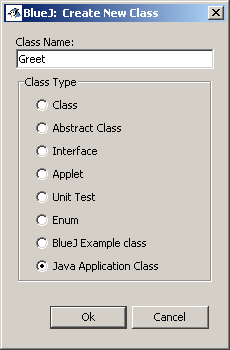 BlueJ: Create New Class
Class Name:
Greet
Class Type
Class
Abstract Class
Interface
Applet
Unit Test
Enum
BlueJ Example class
Java Application Class
Ok Cancel